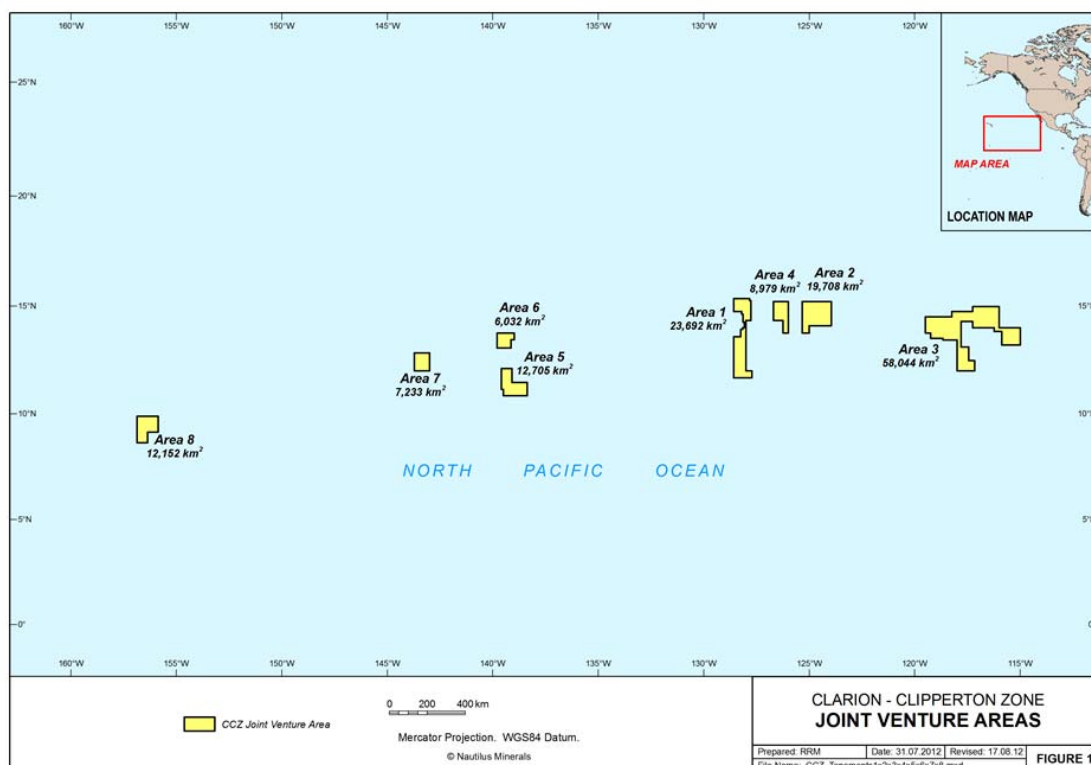 160°W 155°W 150°W 145°W 140°W 135°W 130°W 125°W 120°W
25°N
20°N
15°N
10°N
5°N
0°
MAP AREA
LOCATION MAP
Area 4
8,979 km²
Area 2
19,708 km²
Area 6
6,032 km²
Area 1
23,692 km²
Area 3
58,044 km²
Area 5
12,705 km²
Area 7
7,233 km²
Area 8
12,152 km²
NORTH PACIFIC OCEAN
15°
10°
5°
0
160°W 155°W 150°W 145°W 140°W 135°W 130°W 125°W 120°W 115°W
CCZ Joint Venture Area
0 200 400 km
Mercator Projection. WGS84 Datum.
© Nautilus Minerals
CLARION - CLIPPERTON ZONE
JOINT VENTURE AREAS
Prepared: RRM Date: 31.07.2012 Revised: 17.08.12
FIGURE 1